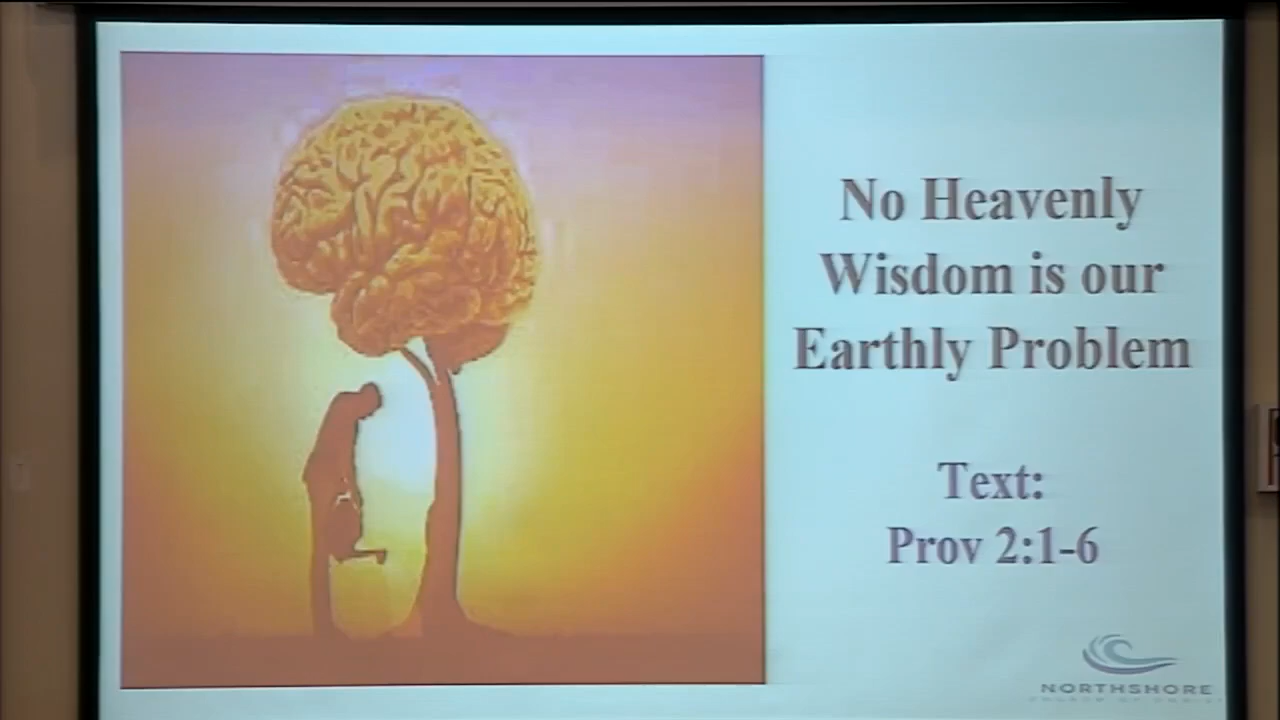 No Heavenly
Wisdom is our
Earthly Problem
Text:
Prov 2:1-6
NORTHSHORE